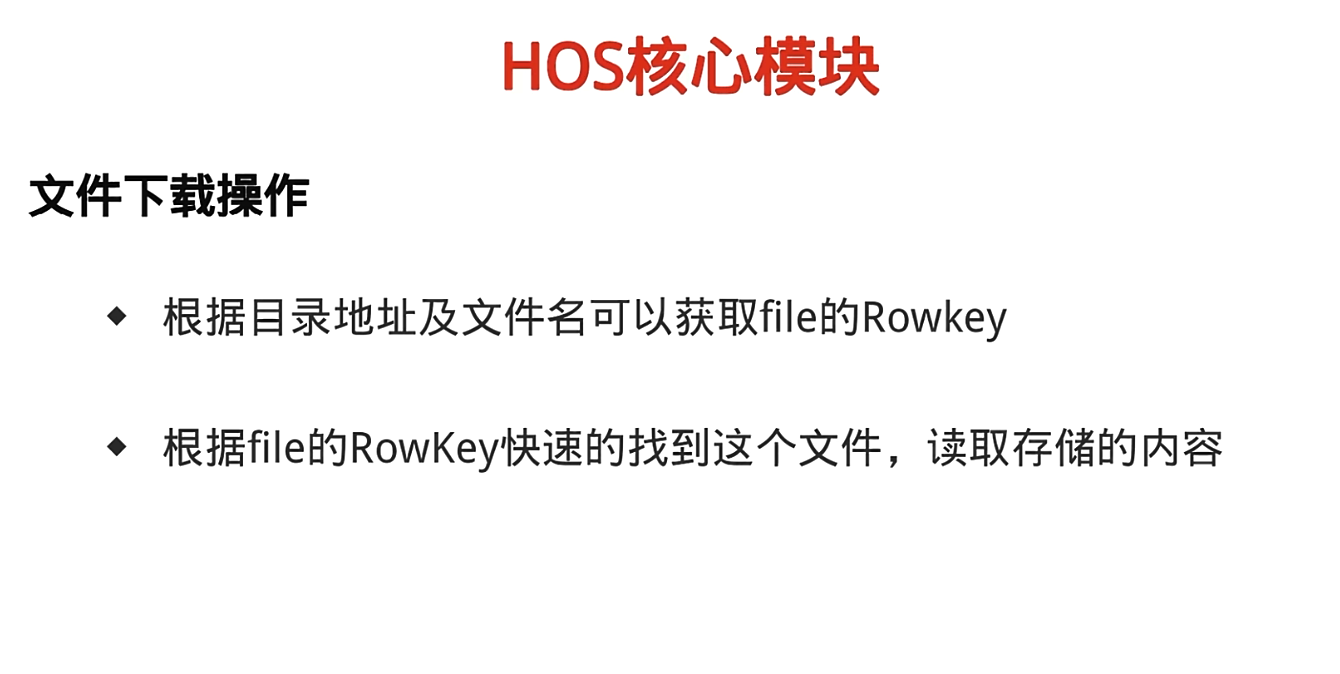 HOS核心模块
文件下载操作
◆ 根据目录地址及文件名可以获取file的Rowkey
◆ 根据file的RowKey快速的找到这个文件，读取存储的内容